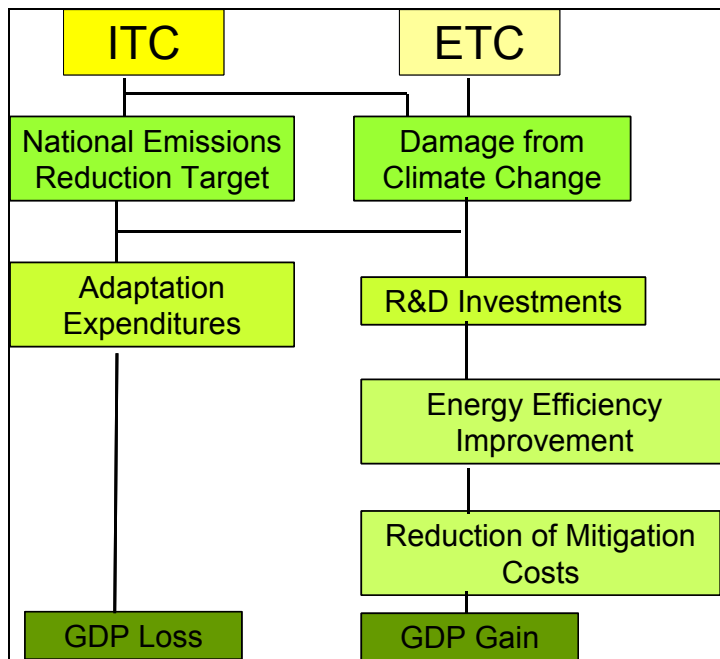 ITC
ETC
National Emissions
Reduction Target
Damage from
Climate Change
Adaptation
Expenditures
R&D Investments
Energy Efficiency
Improvement
Reduction of Mitigation
Costs
GDP Loss
GDP Gain